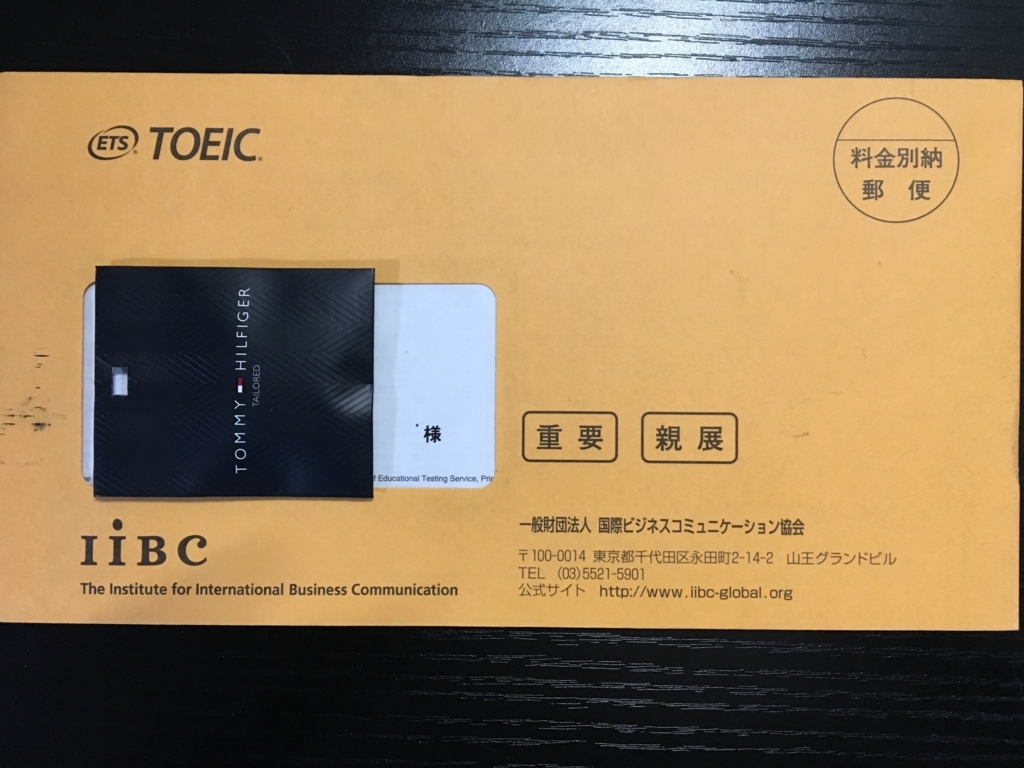 ETS TOEIC
料金別納
郵便
TOMMY HILFIGER
TAILORED
様
Educational Testing Service,
重要
親展
IiBC
The Institute for International Business Communication
一般財団法人 国際ビジネスコミュニケーション協会
〒100-0014 東京都千代田区永田町2-14-2 山王グランドビル
TEL (03)5521-5901
公式サイト http://www.iibc-global.org